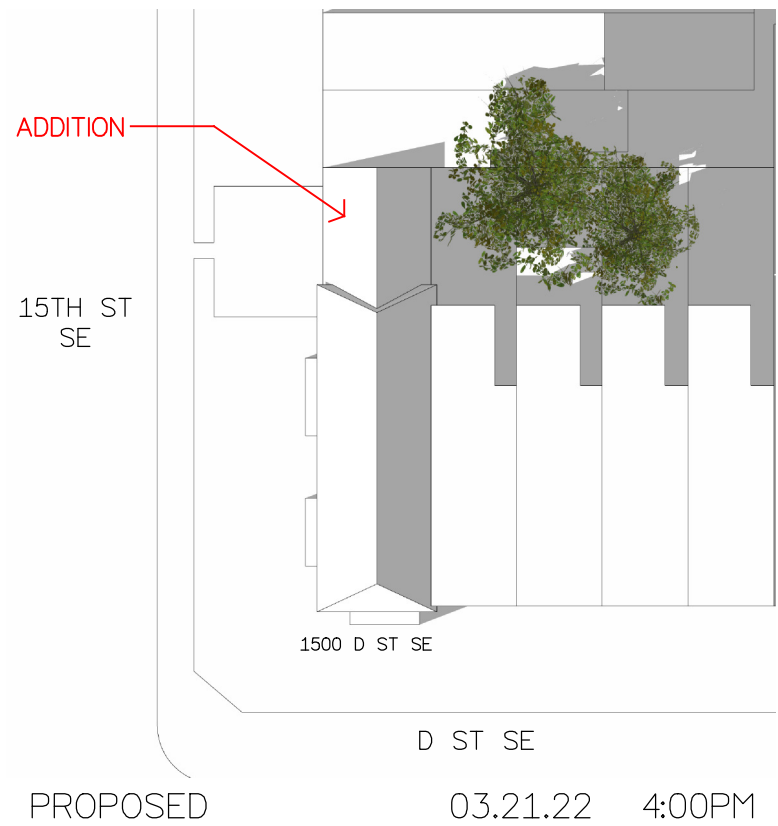 ADDITION
15TH ST
SE
1500 D ST SE
D ST SE
PROPOSED 03.21.22 4:00PM